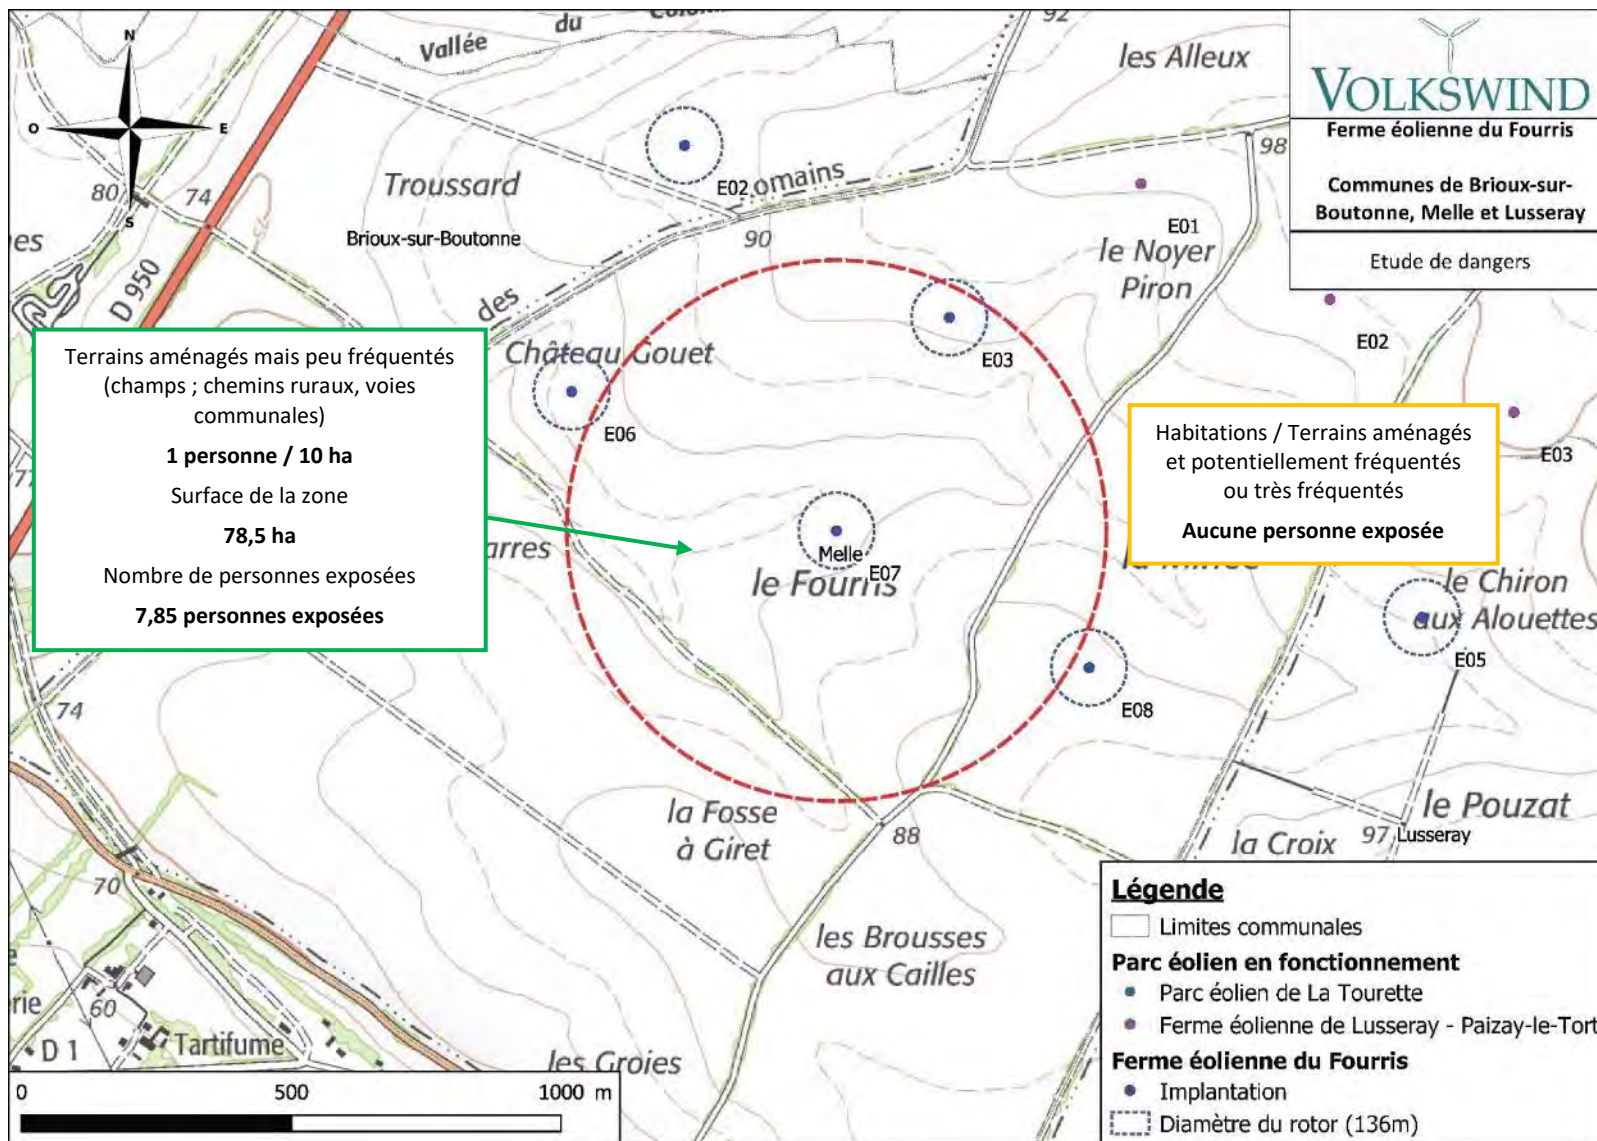 N
O
E
S
Vallée
du
92
les Alleux
VOLKSWIND
Ferme éolienne du Fourris
Communes de Brioux-sur-
Boutonne, Melle et Lusseray
Etude de dangers
80
74
75
D 950
Troussard
Brioux-sur-Boutonne
E02
omains
90
des
98
E01
le Noyer
Piron
E02
E03
E03
Château Gouet
E06
Terrains aménagés mais peu fréquentés
(champs ; chemins ruraux, voies
communales)
1 personne / 10 ha
Surface de la zone
78,5 ha
Nombre de personnes exposées
7,85 personnes exposées
Habitations / Terrains aménagés
et potentiellement fréquentés
ou très fréquentés
Aucune personne exposée
77
arres
Melle
E07
le Fourris
le Chiron
aux Alouettes
E05
E08
74
la Fosse
à Giret
88
la Croix
97
Lusseray
le Pouzat
70
les Brousses
aux Cailles
60
erie
D 1
Tartifume
les Groies
0
500
1000 m
Légende
Limites communales
Parc éolien en fonctionnement
Parc éolien de La Tourette
Ferme éolienne de Lusseray - Paizay-le-Tort
Ferme éolienne du Fourris
Implantation
Diamètre du rotor (136m)